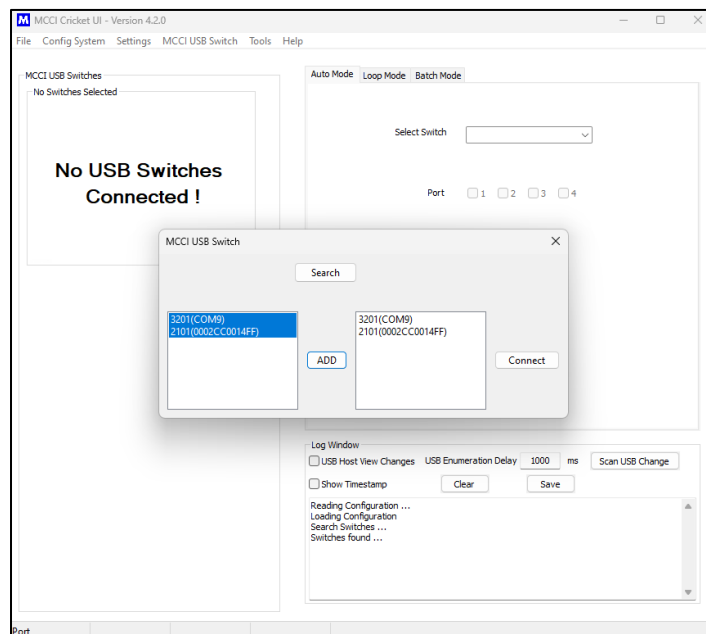 M MCCI Cricket UI - Version 4.2.0
File Config System Settings MCCI USB Switch Tools Help
MCCI USB Switches
No Switches Selected
No USB Switches
Connected !
Auto Mode Loop Mode Batch Mode
Select Switch
Port 1 2 3 4
MCCI USB Switch
Search
3201(COM9)
2101(0002CC0014FF)
ADD
3201(COM9)
2101(0002CC0014FF)
Connect
Log Window
USB Host View Changes USB Enumeration Delay 1000 ms Scan USB Change
Show Timestamp Clear Save
Reading Configuration ...
Loading Configuration
Search Switches ...
Switches found ...
Port